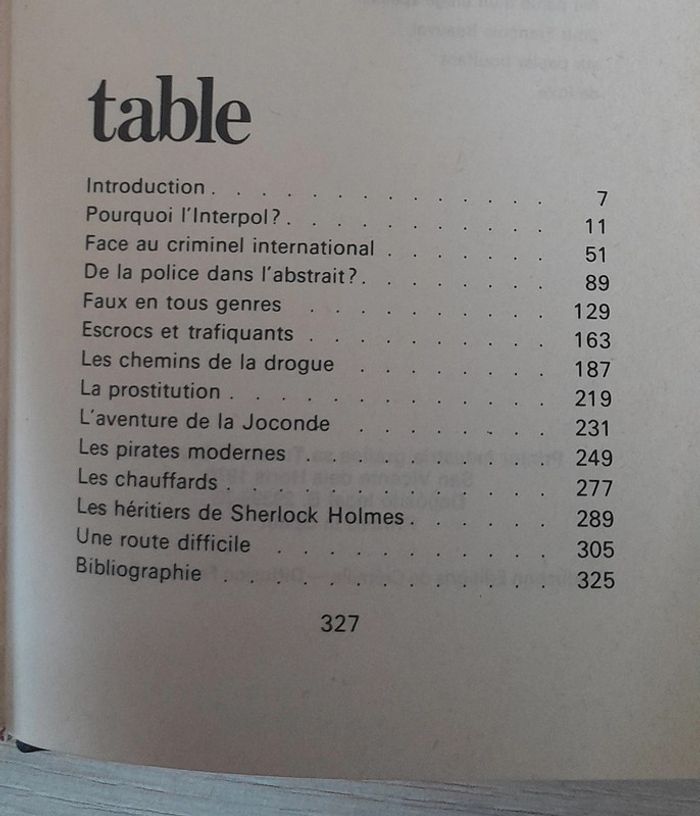 table
Introduction . . . . . . . . . . . . . . 7
Pourquoi l'Interpol? . . . . . . . . . . . 11
Face au criminel international . . . . . . . 51
De la police dans l'abstrait? . . . . . . . . 89
Faux en tous genres . . . . . . . . . . 129
Escrocs et trafiquants . . . . . . . . . . 163
Les chemins de la drogue . . . . . . . . 187
La prostitution . . . . . . . . . . . . . 219
L'aventure de la Joconde . . . . . . . . 231
Les pirates modernes . . . . . . . . . . 249
Les chauffards . . . . . . . . . . . . . 277
Les héritiers de Sherlock Holmes . . . . . . 289
Une route difficile . . . . . . . . . . . . 305
Bibliographie . . . . . . . . . . . . . . 325
327